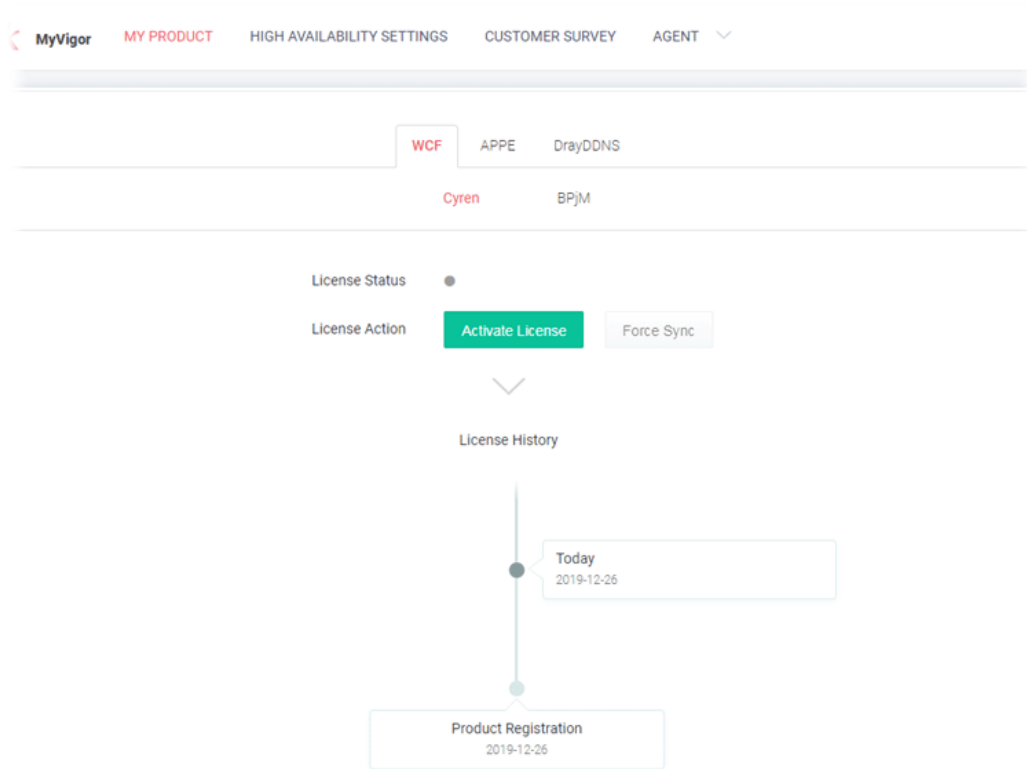 MyVigor MY PRODUCT HIGH AVAILABILITY SETTINGS CUSTOMER SURVEY AGENT
WCF APPE DrayDDNS
Cyren BPjM
License Status
License Action Activate License Force Sync
License History
Today
2019-12-26
Product Registration
2019-12-26